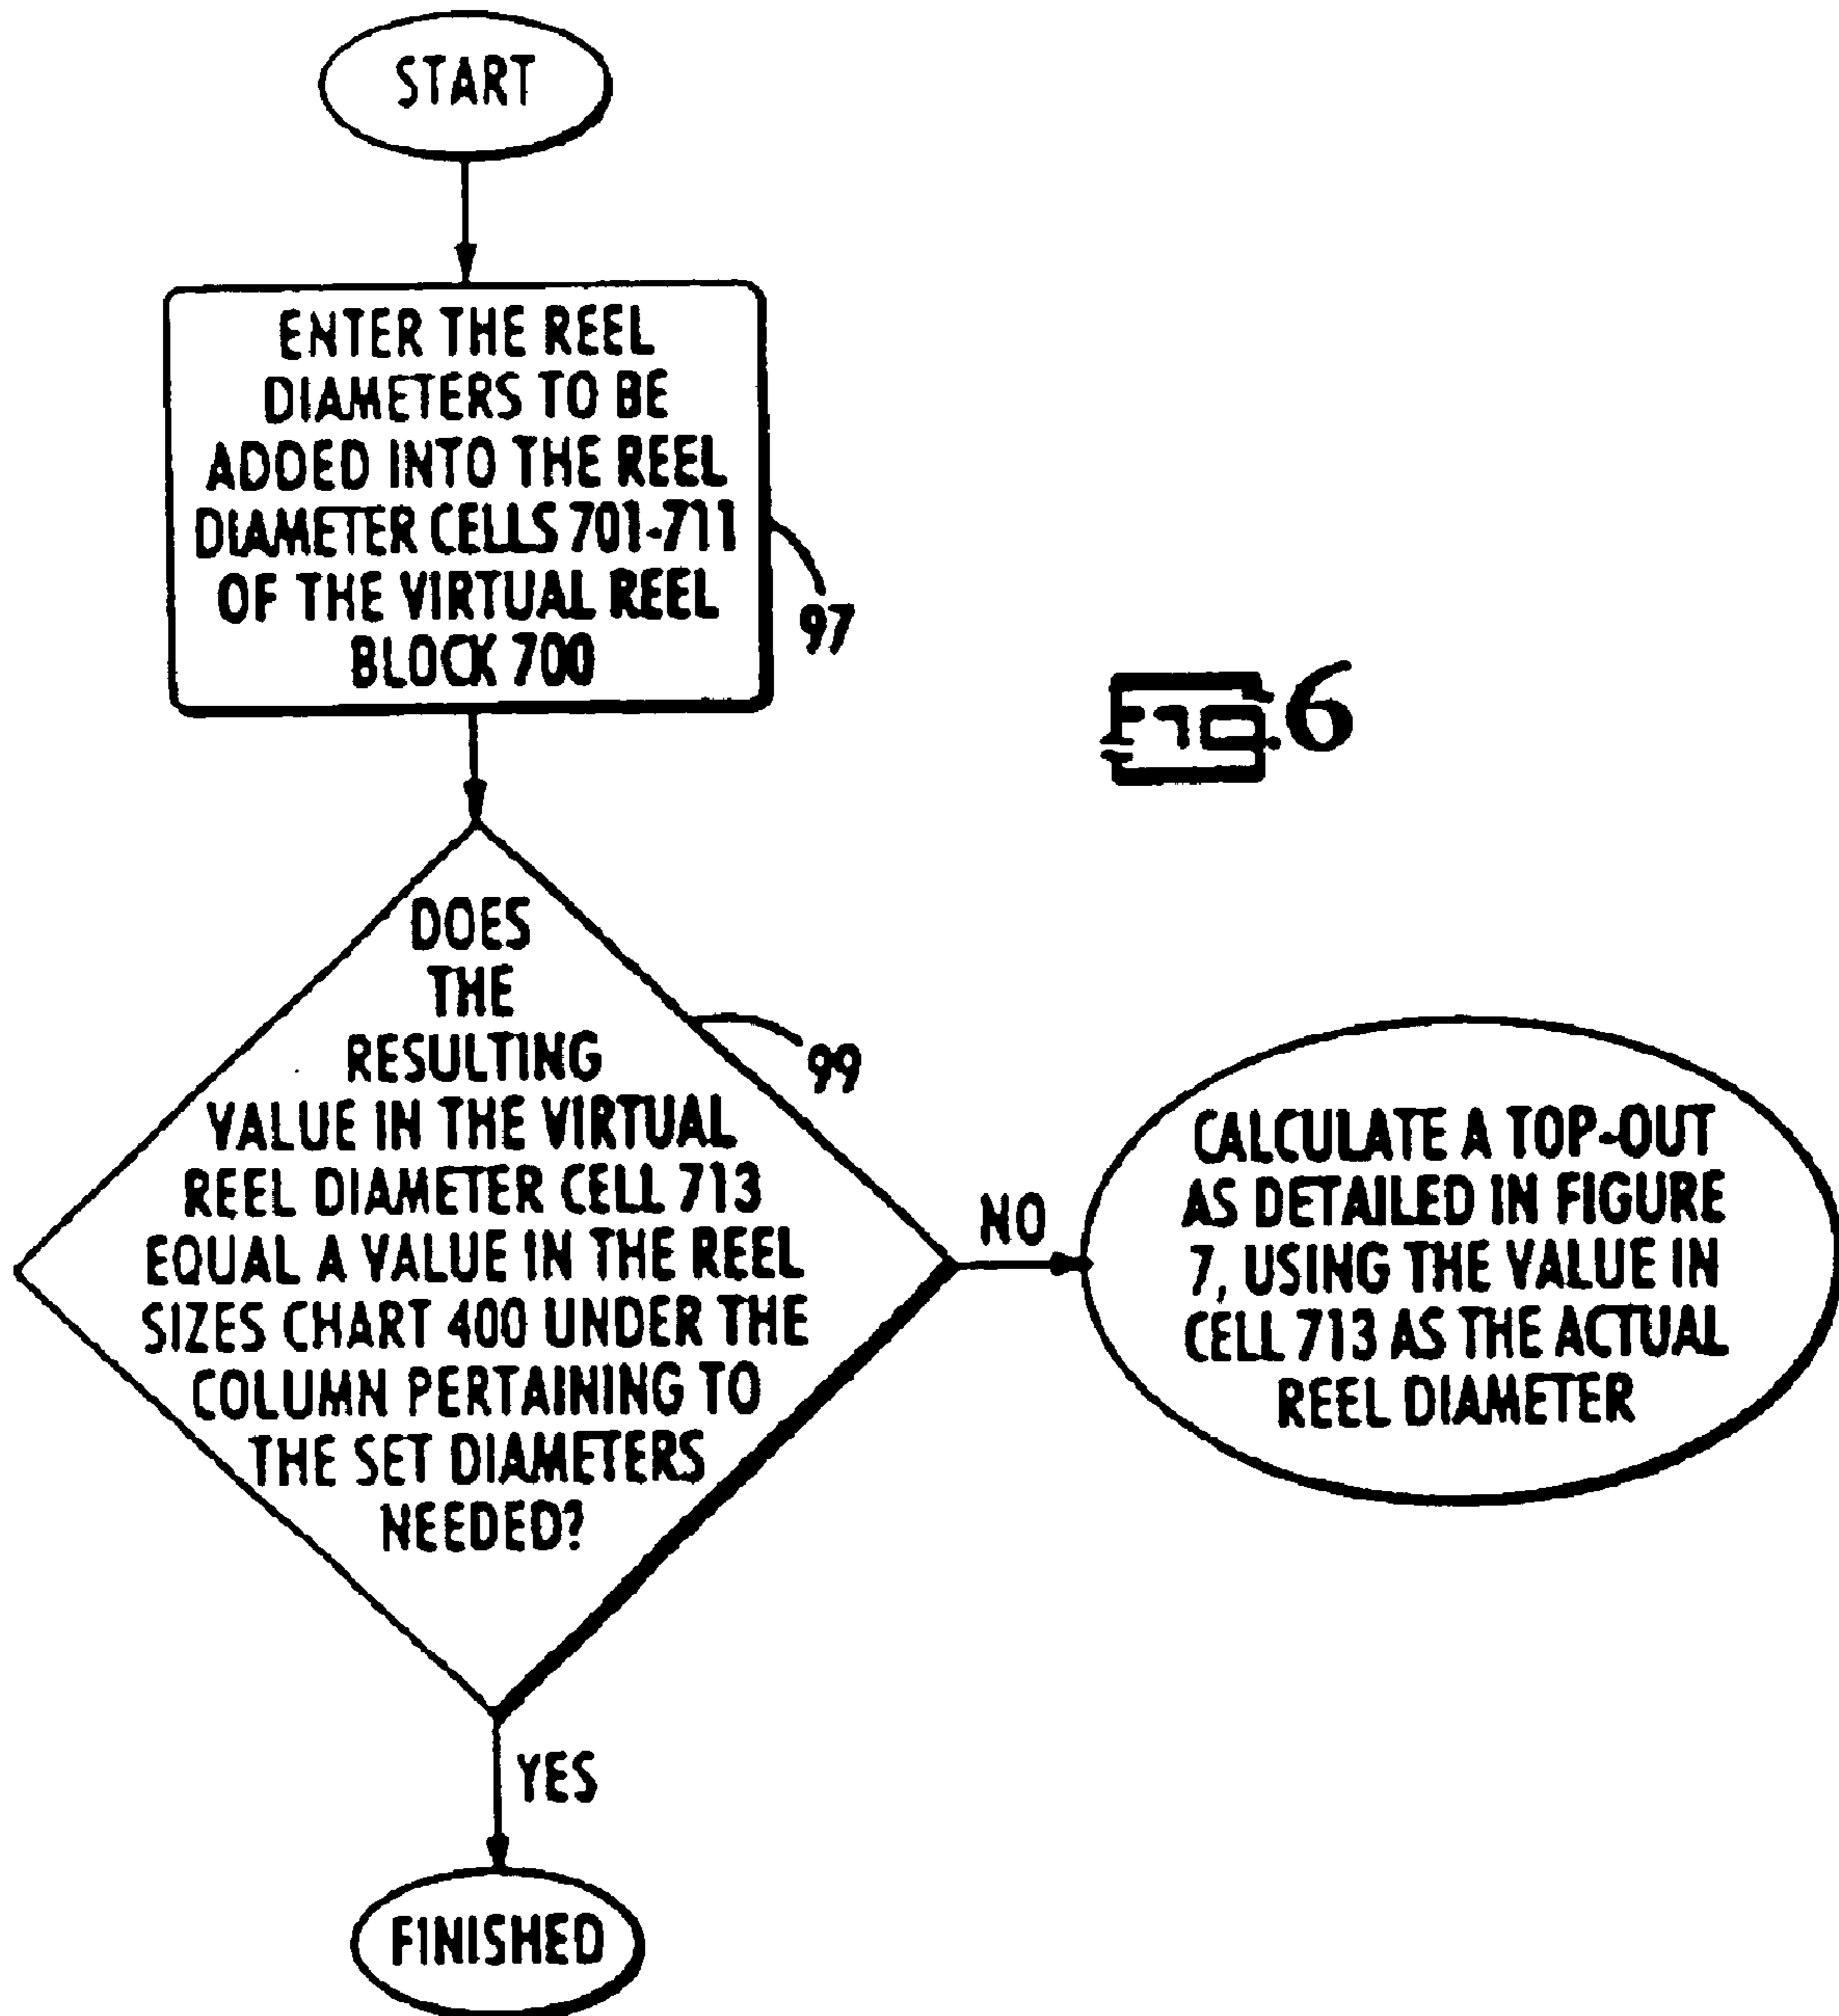 START
ENTER THE REEL
DIAMETERS TO BE
ADDED INTO THE REEL
DIAMETER CELLS 701-711
OF THE VIRTUAL REEL
BLOCK 700
97
Fig. 6
DOES
THE
RESULTING
VALUE IN THE VIRTUAL
REEL DIAMETER CELL 713
EQUAL A VALUE IN THE REEL
SIZES CHART 400 UNDER THE
COLUMN PERTAINING TO
THE SET DIAMETERS
NEEDED?
99
NO
CALCULATE A TOP-OUT
AS DETAILED IN FIGURE
7, USING THE VALUE IN
CELL 713 AS THE ACTUAL
REEL DIAMETER
YES
FINISHED